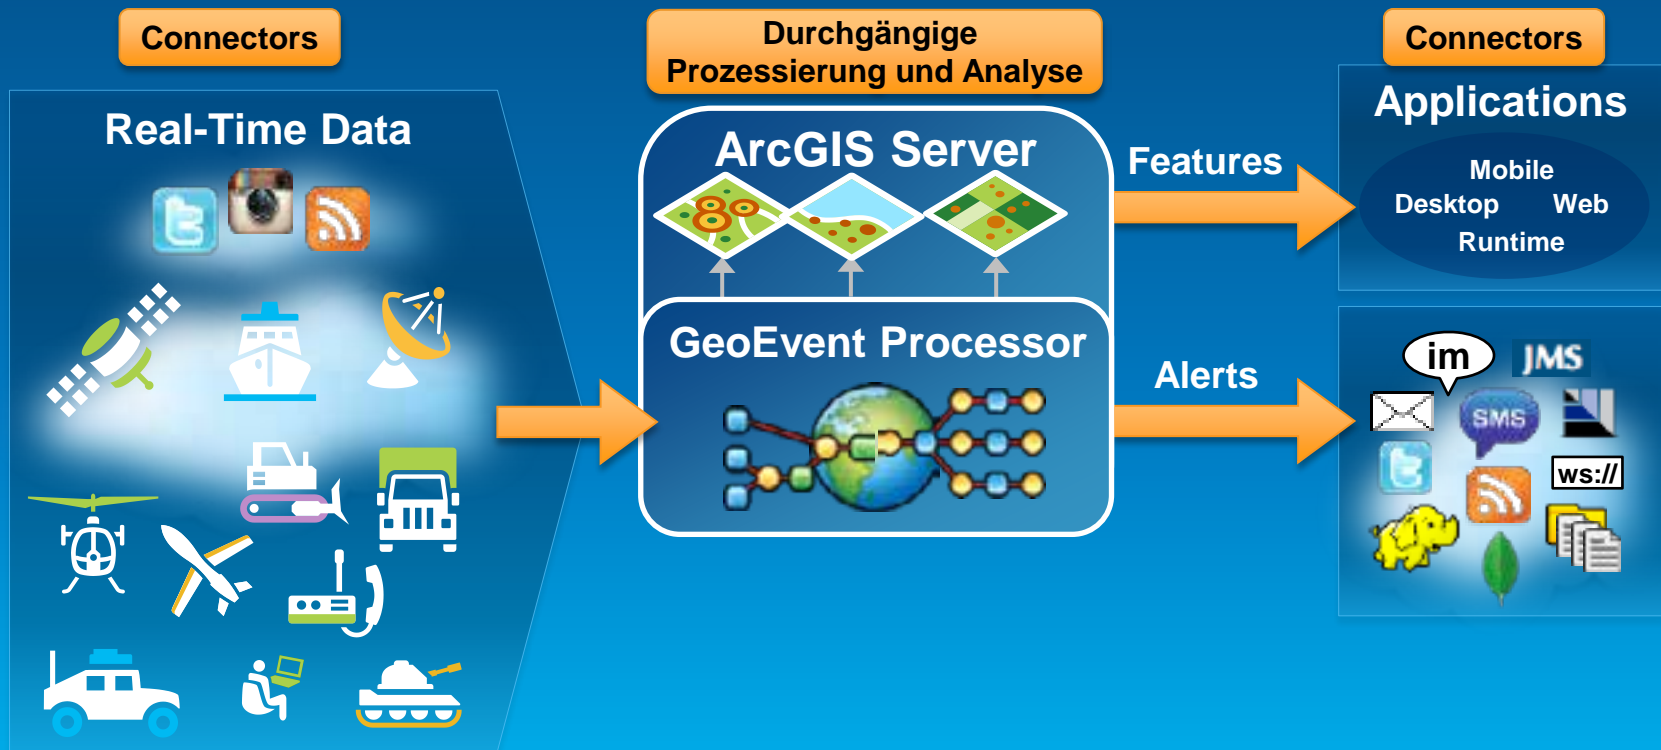 Connectors
Durchgängige
Prozessierung und Analyse
Connectors
Real-Time Data
ArcGIS Server
GeoEvent Processor
Features
Alerts
Applications
Mobile
Desktop Web
Runtime
im
JMS
SMS
ws://